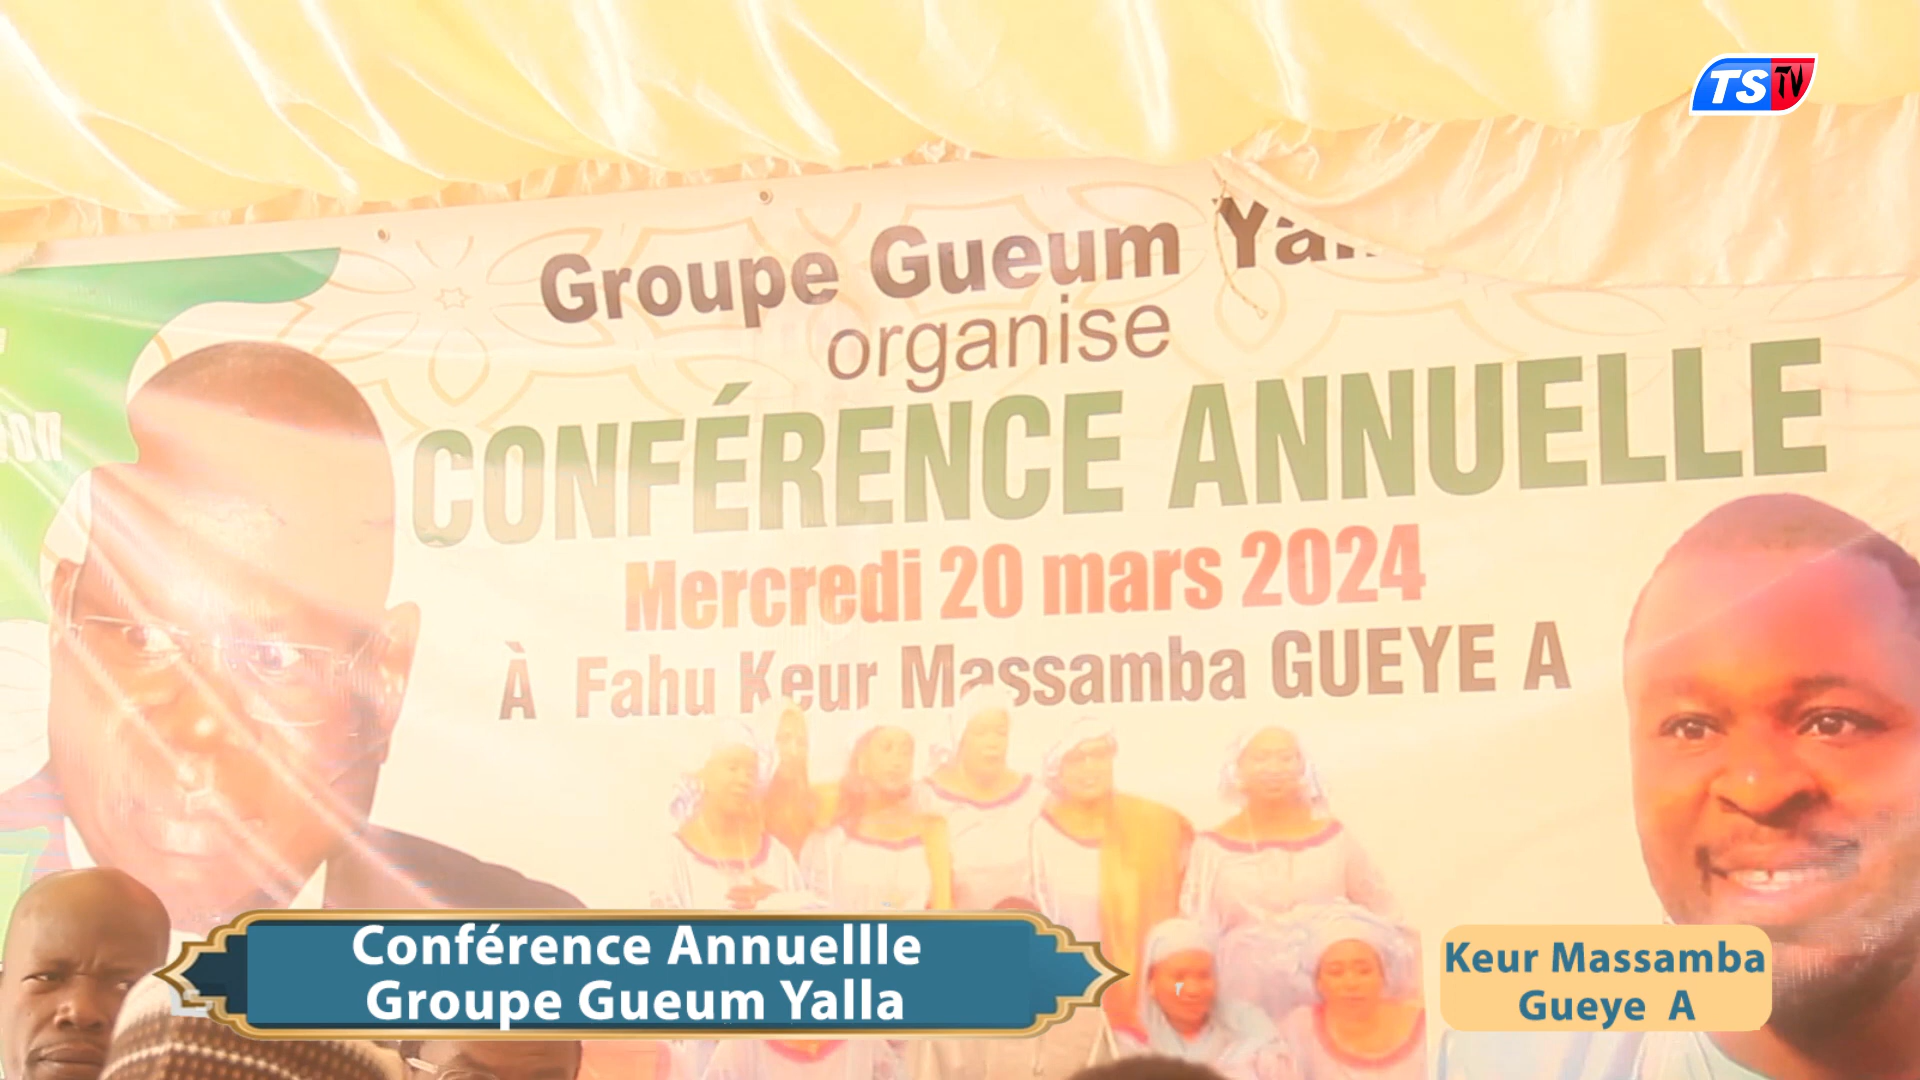 TS TV
Groupe Gueum
organise
CONFÉRENCE ANNUELLE
Mercredi 20 mars 2024
À Fahu Keur Massamba GUEYE A
Conférence Annuellle
Groupe Gueum Yalla
Keur Massamba
Gueye A